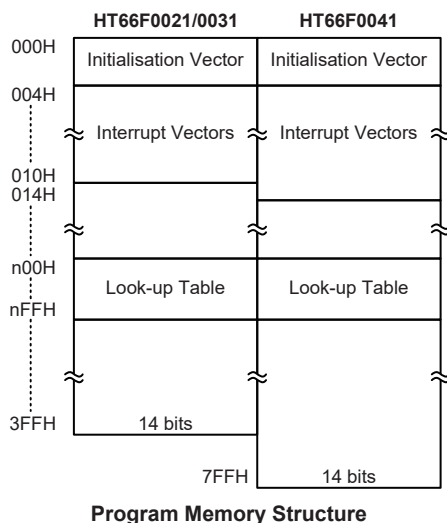 HT66F0021/0031 HT66F0041
000H
Initialisation Vector Initialisation Vector
004H
Interrupt Vectors Interrupt Vectors
010H
014H
n00H
Look-up Table Look-up Table
nFFH
3FFH 14 bits
7FFH 14 bits
Program Memory Structure